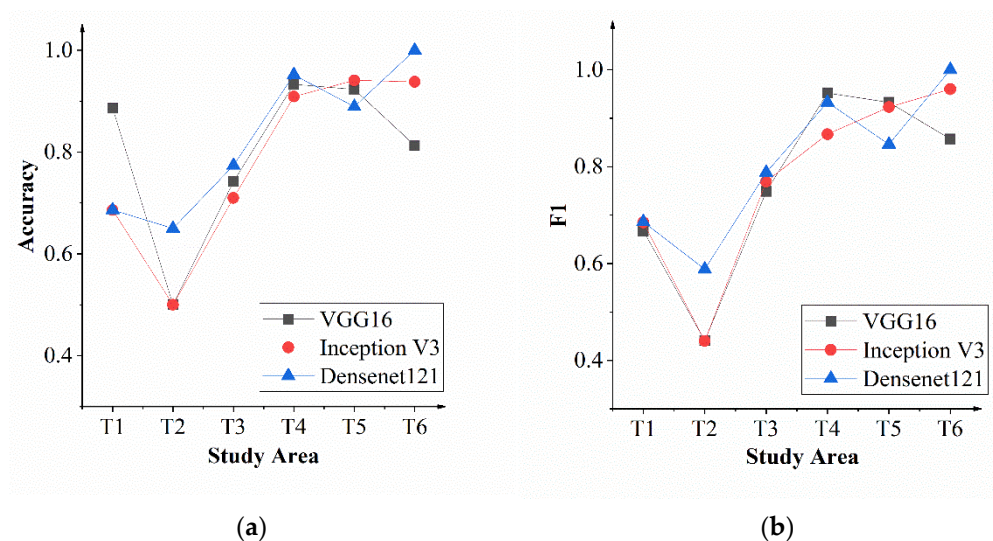 1.0
0.8
0.6
0.4
Accuracy
VGG16
Inception V3
Densenet121
T1 T2 T3 T4 T5 T6
Study Area
(a)
1.0
0.8
0.6
0.4
F1
VGG16
Inception V3
Densenet121
T1 T2 T3 T4 T5 T6
Study Area
(b)